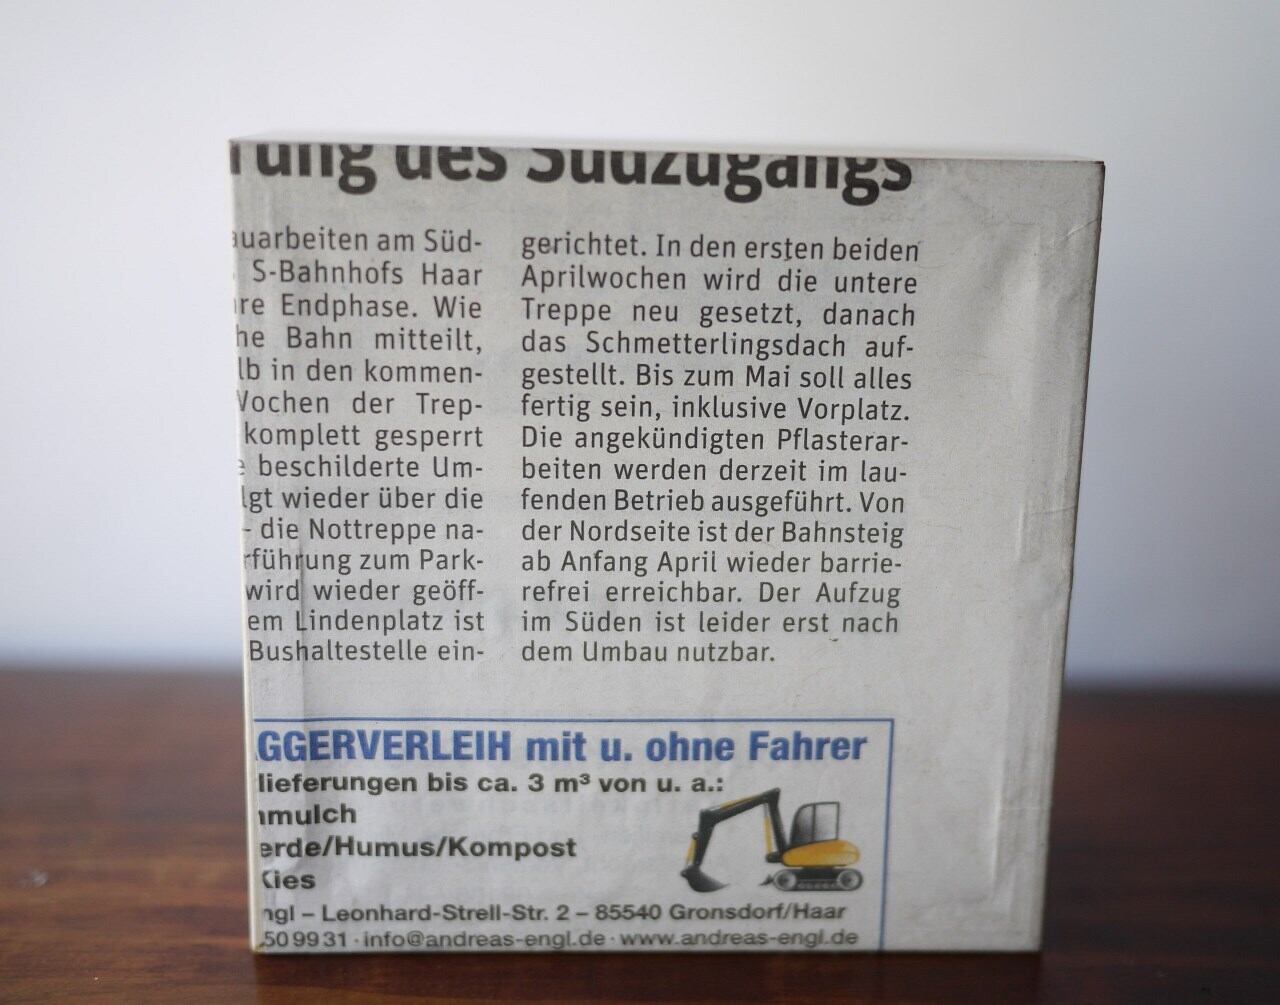 rung des Südzugangs
auarbeiten am Süd-
S-Bahnhofs Haar
re Endphase. Wie
he Bahn mitteilt,
lb in den kommen-
Wochen der Trep-
komplett gesperrt
e beschilderte Um-
lgt wieder über die
– die Nottreppe na-
rführung zum Park-
wird wieder geöff-
em Lindenplatz ist
Bushaltestelle ein-
gerichtet. In den ersten beiden
Aprilwochen wird die untere
Treppe neu gesetzt, danach
das Schmetterlingsdach auf-
gestellt. Bis zum Mai soll alles
fertig sein, inklusive Vorplatz.
Die angekündigten Pflasterar-
beiten werden derzeit im lau-
fenden Betrieb ausgeführt. Von
der Nordseite ist der Bahnsteig
ab Anfang April wieder barrie-
refrei erreichbar. Der Aufzug
im Süden ist leider erst nach
dem Umbau nutzbar.
GGERVERLEIH mit u. ohne Fahrer
lieferungen bis ca. 3 m³ von u. a.:
nmulch
erde/Humus/Kompost
Kies
ngl – Leonhard-Strell-Str. 2 – 85540 Gronsdorf/Haar
50 99 31 · info@andreas-engl.de · www.andreas-engl.de